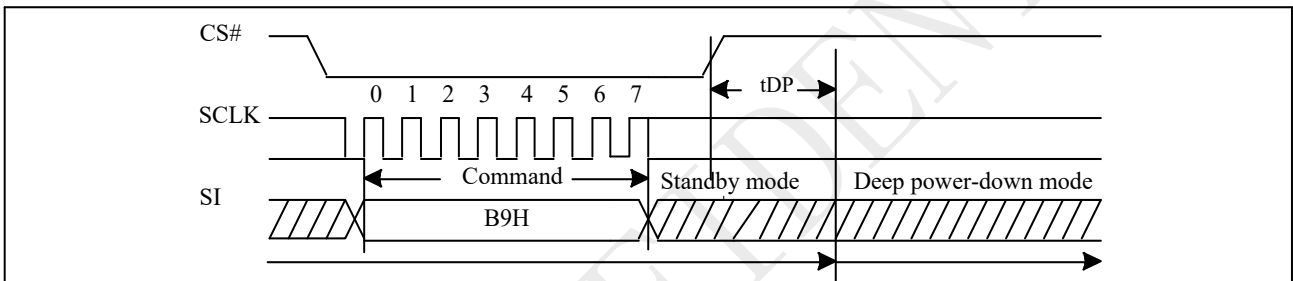 CS#
tDP
0 1 2 3 4 5 6 7
SCLK
Command
Standby mode
Deep power-down mode
SI
B9H